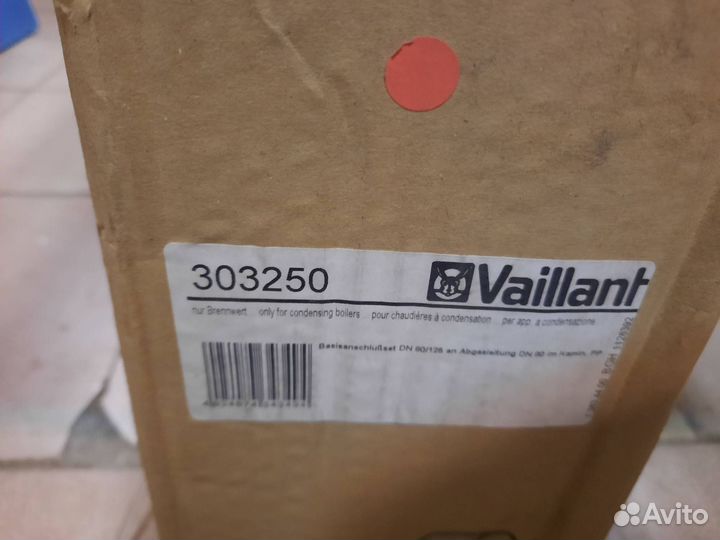 303250
Vaillant
nur Brennwert only for condensing boilers pour chaudières à condensation per app. a condensazione
Basisanschlußset DN 80/125 an Abgasleitung DN 80 im Kamin, PP
Avito